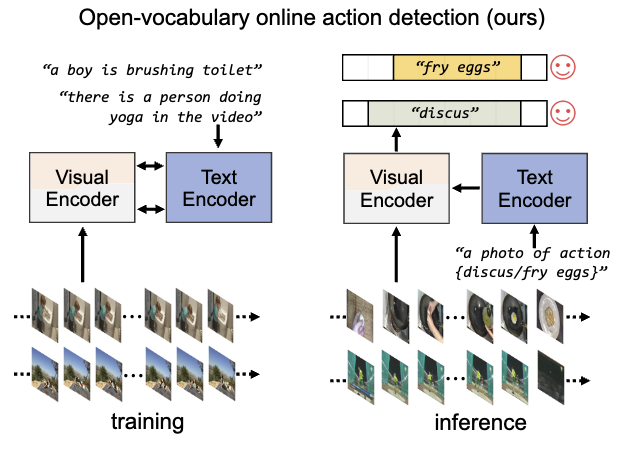 Open-vocabulary online action detection (ours)
“a boy is brushing toilet”
“there is a person doing
yoga in the video”
Visual
Encoder
Text
Encoder
training
“fry eggs”
“discus”
Visual
Encoder
Text
Encoder
“a photo of action
{discus/fry eggs}”
inference